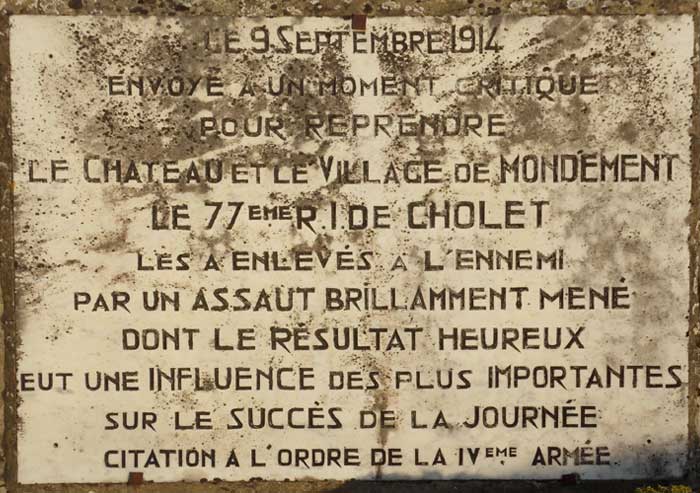 LE 9 SEPTEMBRE 1914
ENVOYÉ A UN MOMENT CRITIQUE
POUR REPRENDRE
LE CHATEAU ET LE VILLAGE DE MONDEMENT
LE 77EME R.I. DE CHOLET
LES A ENLEVÉS A L'ENNEMI
PAR UN ASSAUT BRILLAMMENT MENÉ
DONT LE RÉSULTAT HEUREUX
EUT UNE INFLUENCE DES PLUS IMPORTANTES
SUR LE SUCCÈS DE LA JOURNÉE
CITATION A L'ORDRE DE LA IVEME ARMÉE.